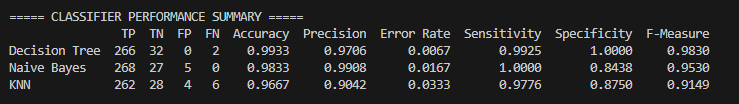 ===== CLASSIFIER PERFORMANCE SUMMARY =====
TP TN FP FN Accuracy Precision Error Rate Sensitivity Specificity F-Measure
Decision Tree 266 32 0 2 0.9933 0.9706 0.0067 0.9925 1.0000 0.9830
Naive Bayes 268 27 5 0 0.9833 0.9908 0.0167 1.0000 0.8438 0.9530
KNN 262 28 4 6 0.9667 0.9042 0.0333 0.9776 0.8750 0.9149